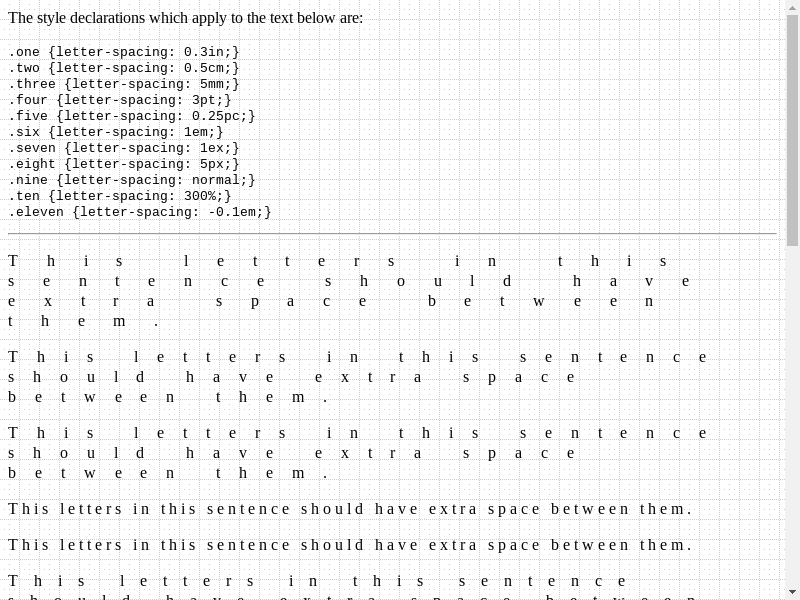 The style declarations which apply to the text below are:
.one {letter-spacing: 0.3in;}
.two {letter-spacing: 0.5cm;}
.three {letter-spacing: 5mm;}
.four {letter-spacing: 3pt;}
.five {letter-spacing: 0.25pc;}
.six {letter-spacing: 1em;}
.seven {letter-spacing: 1ex;}
.eight {letter-spacing: 5px;}
.nine {letter-spacing: normal;}
.ten {letter-spacing: 300%;}
.eleven {letter-spacing: -0.1em;}
This letters in this
sentence should have
extra space between
them.
This letters in this sentence
should have extra space
between them.
This letters in this sentence
should have extra space
between them.
This letters in this sentence should have extra space between them.
This letters in this sentence should have extra space between them.
This letters in this sentence
should have extra space between